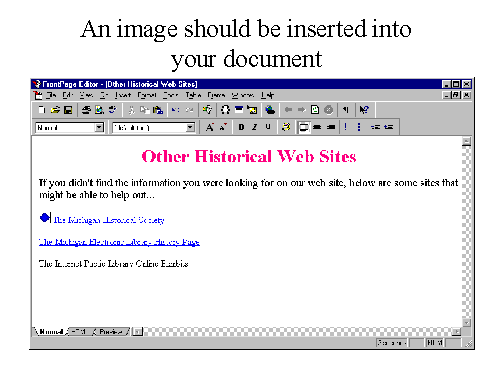 An image should be inserted into
your document
FrontPage Editor - [Other Historical Web Sites]
File Edit View Go Insert Format Tools Table Frame Window Help
Normal (default font)
Other Historical Web Sites
If you didn't find the information you were looking for on our web site, below are some sites that
might be able to help out...
The Michigan Historical Society
The Michigan Electronic Library History Page
The Internet Public Library Online Exhibits
Normal HTML Preview